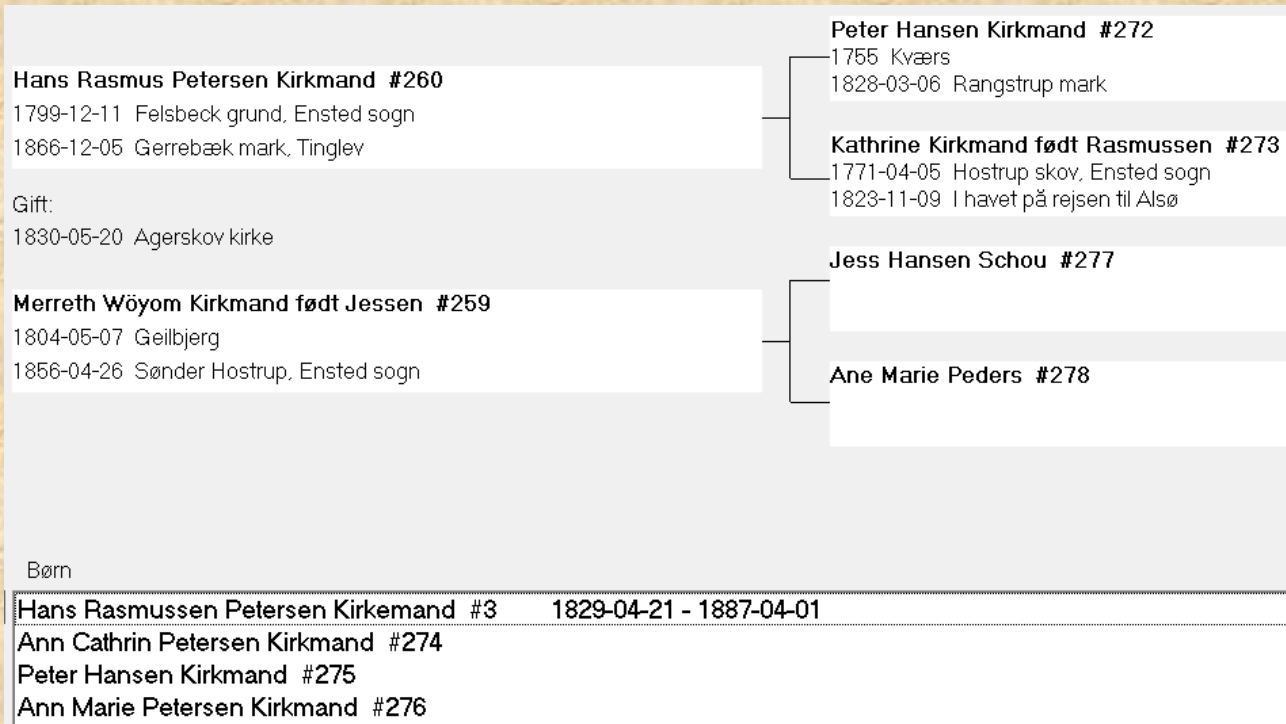 Hans Rasmus Petersen Kirkmand #260
1799-12-11 Felsbeck grund, Ensted sogn
1866-12-05 Gerrebæk mark, Tinglev
Gift:
1830-05-20 Agerskov kirke
Merreth Wöyom Kirkmand født Jessen #259
1804-05-07 Geilbjerg
1856-04-26 Sønder Hostrup, Ensted sogn
Peter Hansen Kirkmand #272
1755 Kværs
1828-03-06 Rangstrup mark
Kathrine Kirkmand født Rasmussen #273
1771-04-05 Hostrup skov, Ensted sogn
1823-11-09 I havet på rejsen til Alsø
Jess Hansen Schou #277
Ane Marie Peders #278
Børn
Hans Rasmussen Petersen Kirkemand #3 1829-04-21 - 1887-04-01
Ann Cathrin Petersen Kirkmand #274
Peter Hansen Kirkmand #275
Ann Marie Petersen Kirkmand #276